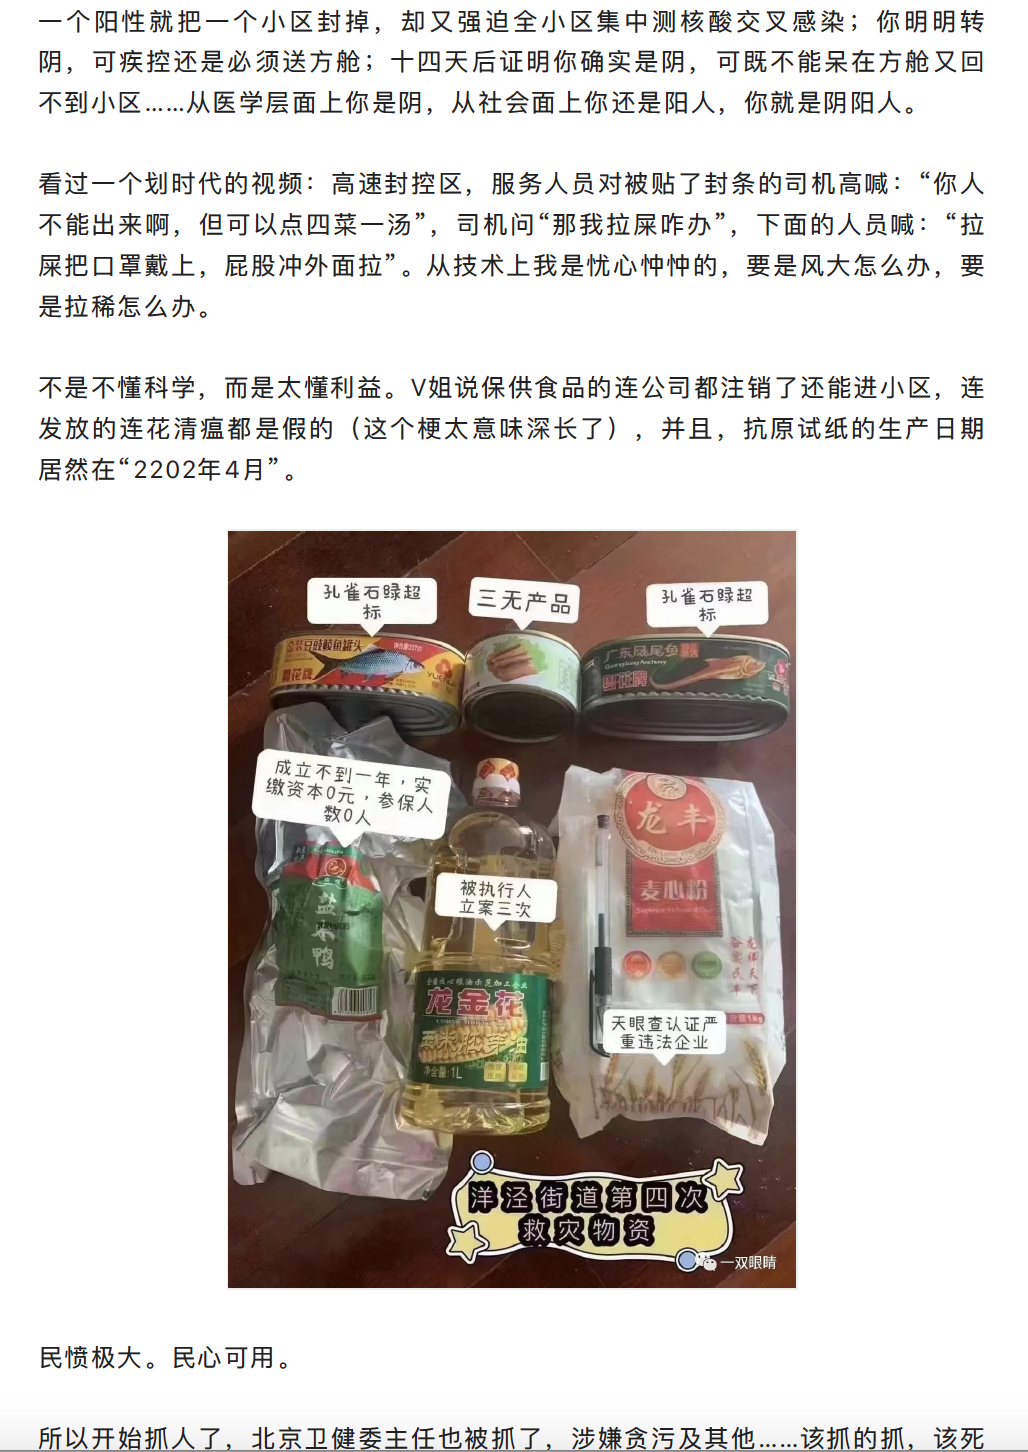 一个阳性就把一个小区封掉，却又强迫全小区集中测核酸交叉感染；你明明转
阴，可疾控还是必须送方舱；十四天后证明你确实是阴，可既不能呆在方舱又回
不到小区……从医学层面上你是阴，从社会面上你还是阳人，你就是阴阳人。
看过一个划时代的视频：高速封控区，服务人员对被贴了封条的司机高喊：“你人
不能出来啊，但可以点四菜一汤”，司机问“那我拉屎咋办”，下面的人员喊：“拉
屎把口罩戴上，屁股冲外面拉”。从技术上我是忧心忡忡的，要是风大怎么办，要
是拉稀怎么办。
不是不懂科学，而是太懂利益。V姐说保供食品的连公司都注销了还能进小区，连
发放的连花清瘟都是假的（这个梗太意味深长了），并且，抗原试纸的生产日期
居然在“2202年4月”。
孔雀石绿超
标
三无产品
孔雀石绿超
标
豆豉鲮鱼罐头
广东凤尾鱼
成立不到一年，实
缴资本0元，参保人
数0人
盐水鸭
被执行人
立案三次
龙金花
玉米胚芽油
净含量:1L
龙丰
麦心粉
天眼查认证严
重违法企业
洋泾街道第四次
救灾物资
一双眼睛
民愤极大。民心可用。
所以开始抓人了，北京卫健委主任也被抓了，涉嫌贪污及其他……该抓的抓，该死